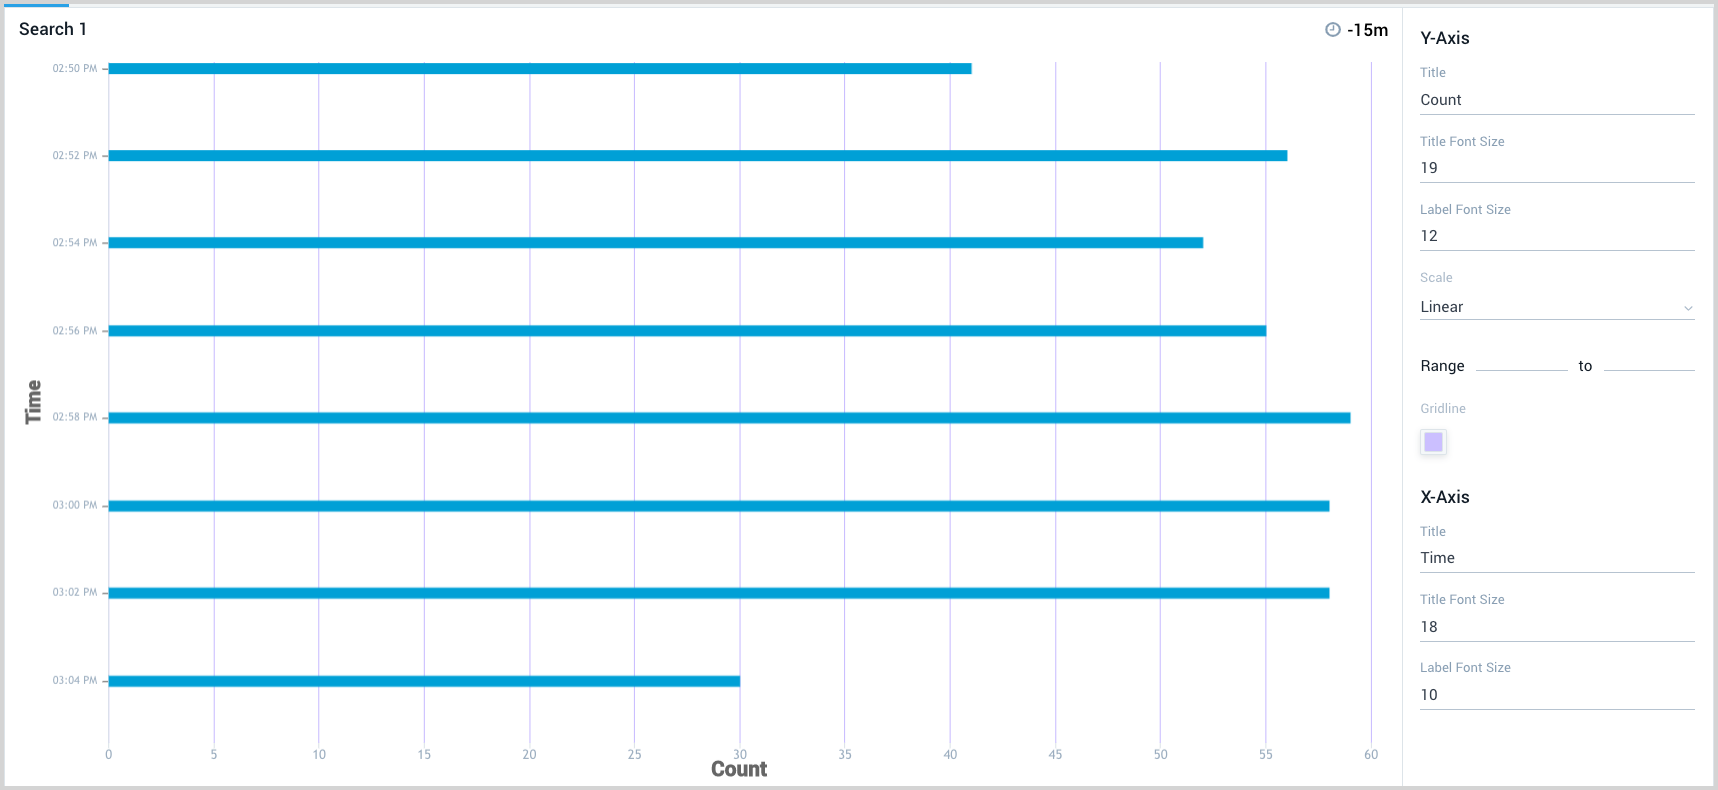 Search 1
-15m
02:50 PM
02:52 PM
02:54 PM
02:56 PM
02:58 PM
03:00 PM
03:02 PM
03:04 PM
Time
0 5 10 15 20 25 30 35 40 45 50 55 60
Count
Y-Axis
Title
Count
Title Font Size
19
Label Font Size
12
Scale
Linear
Range to
Gridline
X-Axis
Title
Time
Title Font Size
18
Label Font Size
10